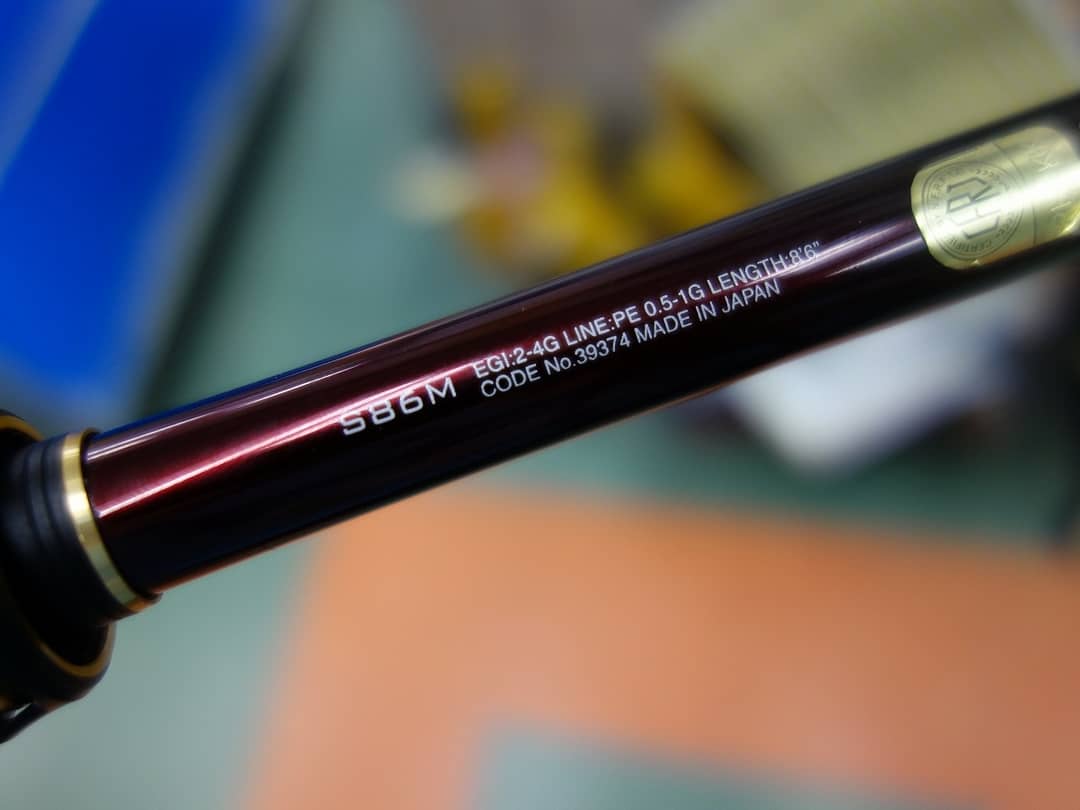 S86M
EGI:2-4G LINE:PE 0.5-1G LENGTH:8'6"
CODE No.39374 MADE IN JAPAN